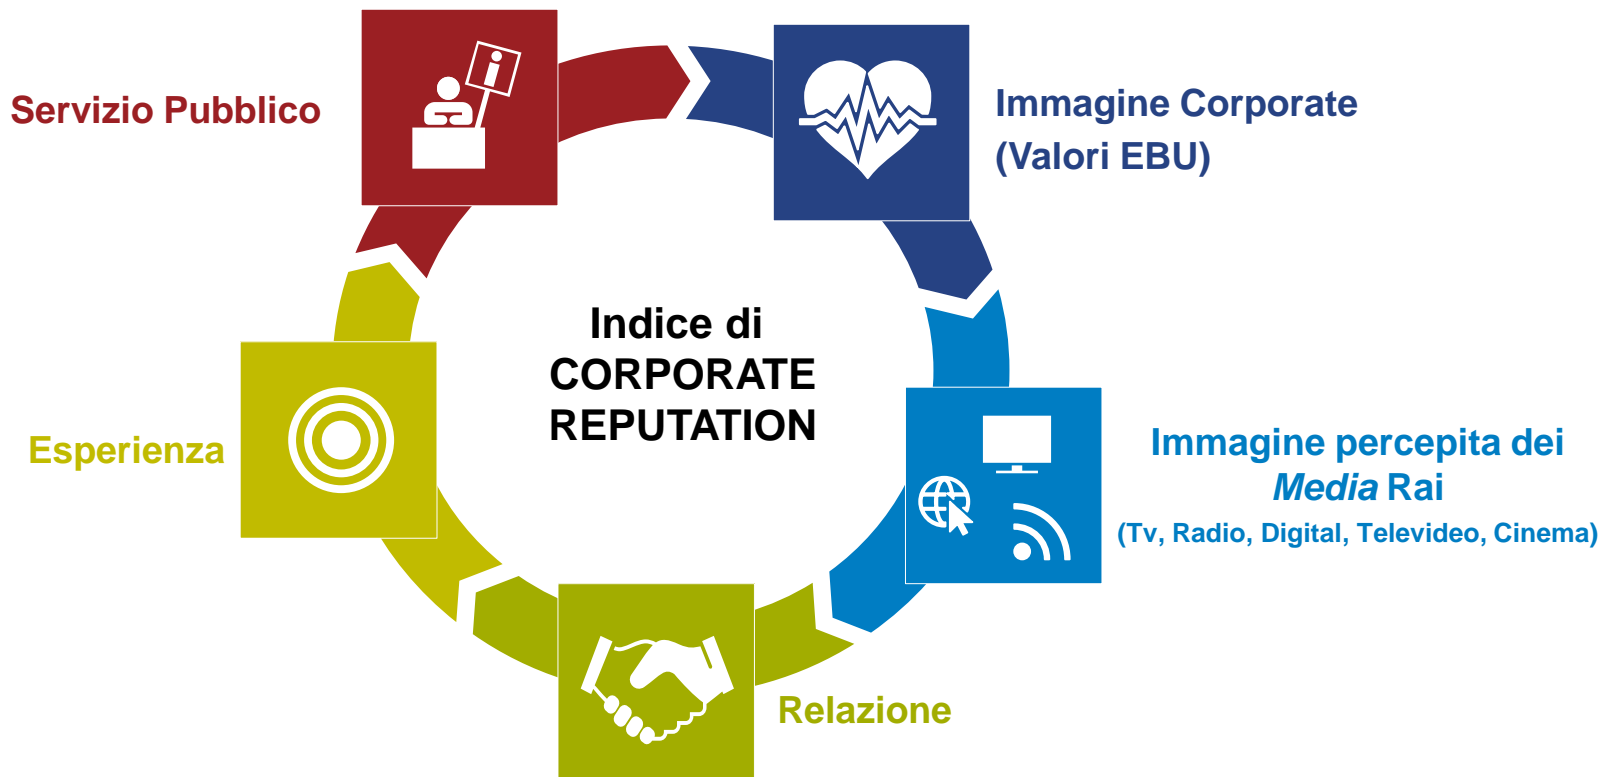 Servizio Pubblico
Immagine Corporate
(Valori EBU)
Indice di
CORPORATE
REPUTATION
Esperienza
Immagine percepita dei
Media Rai
(Tv, Radio, Digital, Televideo, Cinema)
Relazione